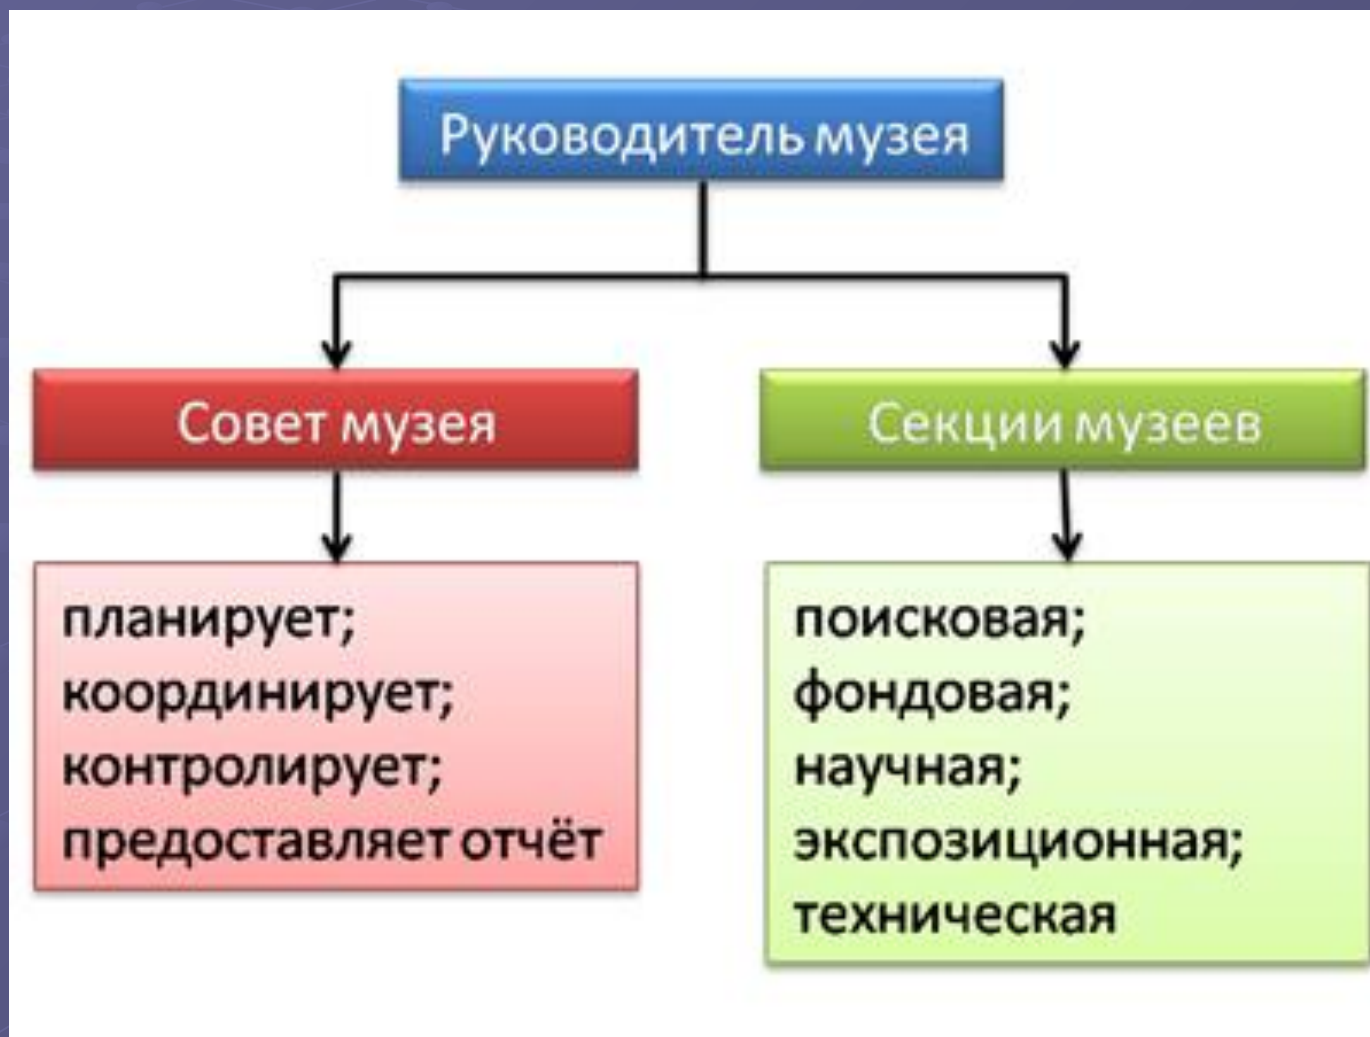 Руководитель музея
Совет музея
Секции музеев
планирует;
координирует;
контролирует;
предоставляет отчёт
поисковая;
фондовая;
научная;
экспозиционная;
техническая